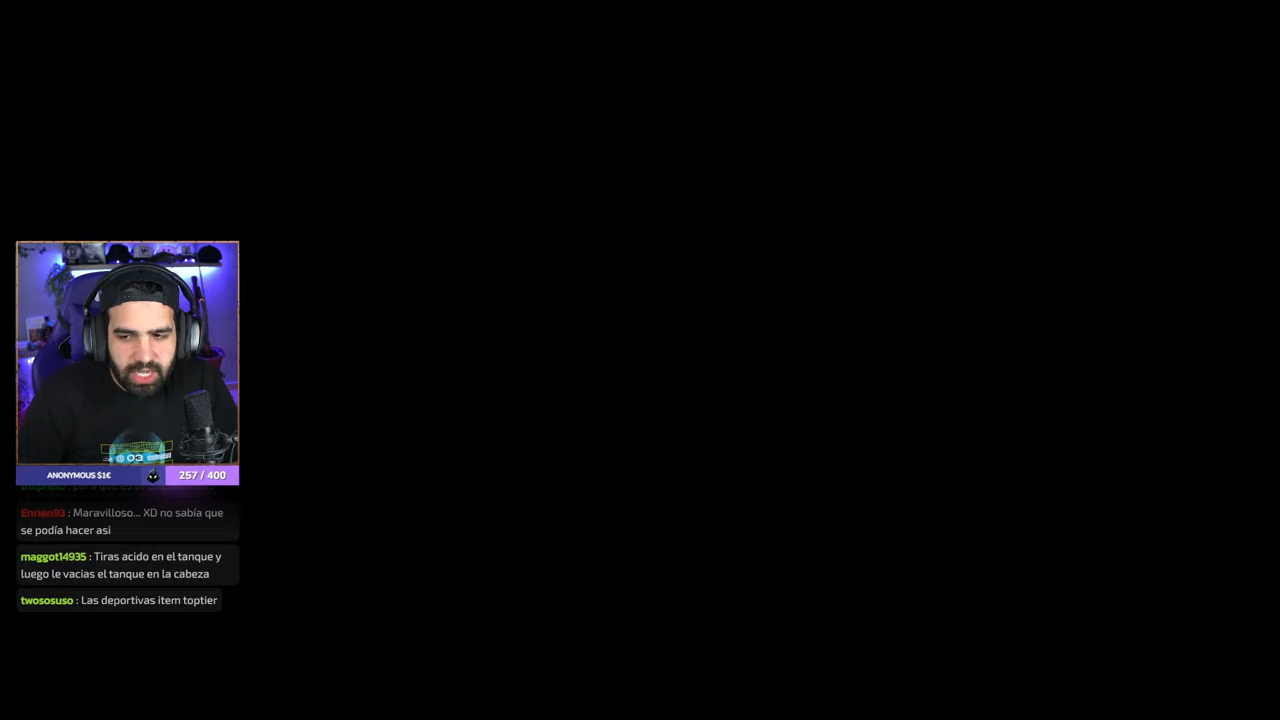 03
ANONYMOUS $1€
257 / 400
Enrien93 : Maravilloso... XD no sabía que
se podía hacer asi
maggot14935 : Tiras acido en el tanque y
luego le vacias el tanque en la cabeza
twososuso : Las deportivas item toptier